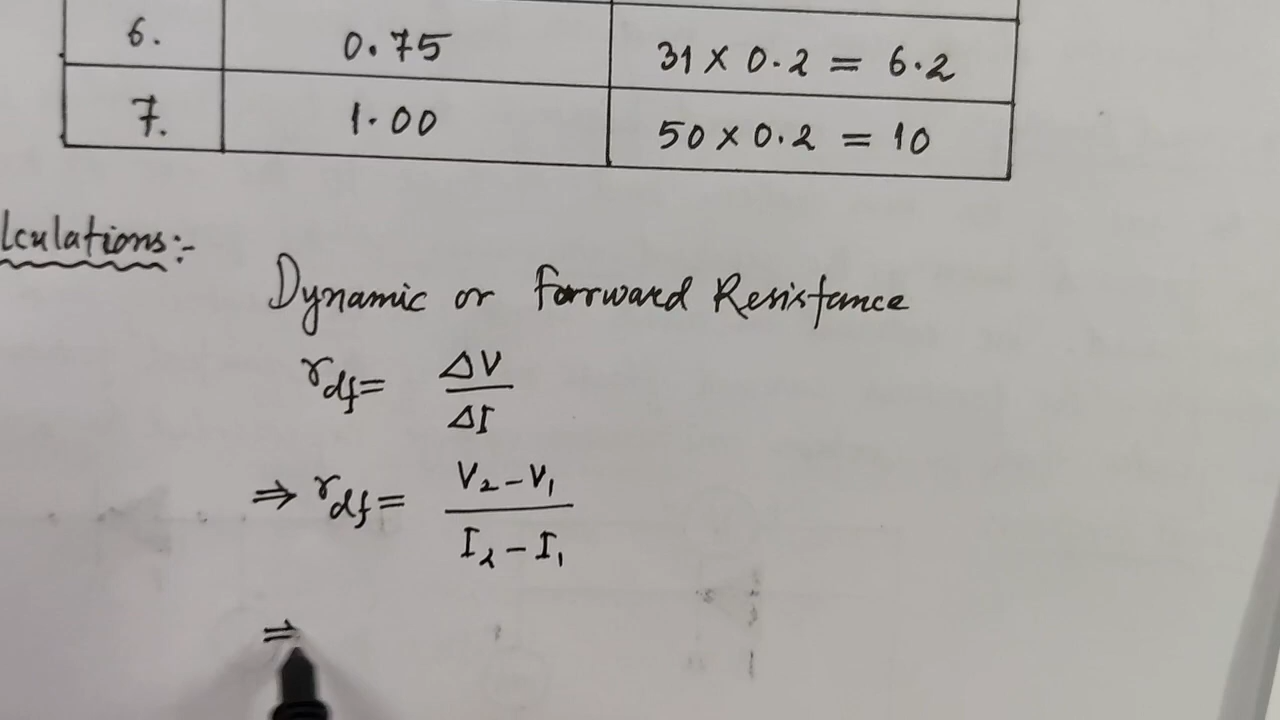 6. 0.75 31 × 0.2 = 6.2
7. 1.00 50 × 0.2 = 10
lculations:-
Dynamic or Forward Resistance
rdf = ΔV
ΔI
⇒ rdf = V₂ - V₁
I₂ - I₁
⇒